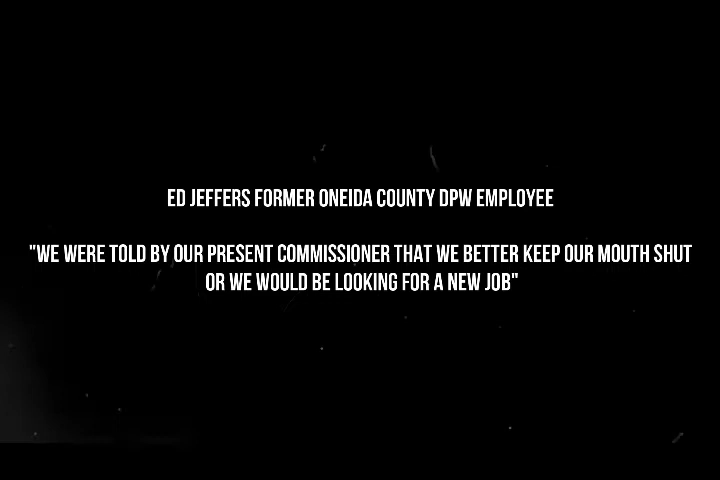 ED JEFFERS FORMER ONEIDA COUNTY DPW EMPLOYEE
"WE WERE TOLD BY OUR PRESENT COMMISSIONER THAT WE BETTER KEEP OUR MOUTH SHUT
OR WE WOULD BE LOOKING FOR A NEW JOB"